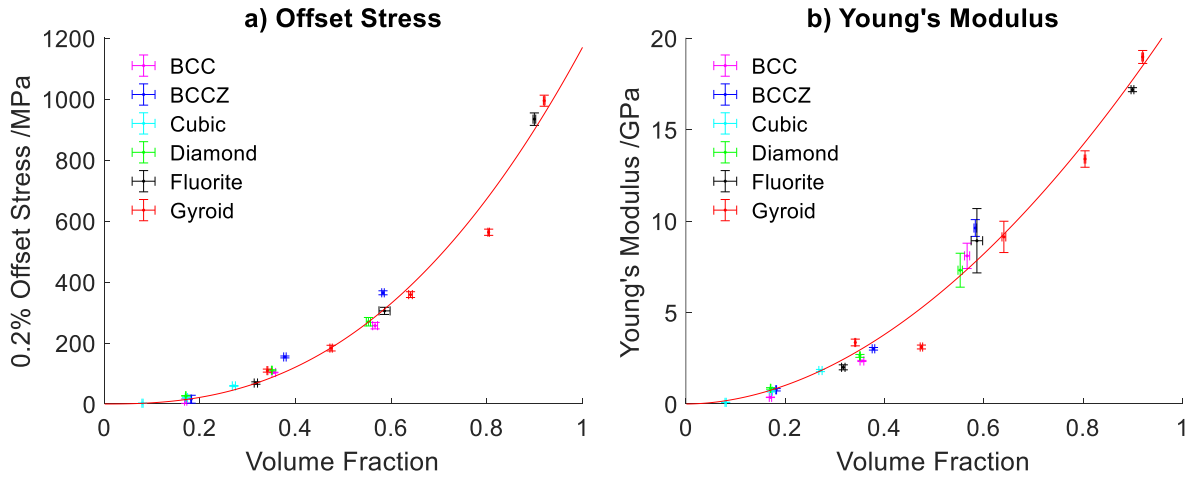 a) Offset Stress
1200
1000
800
600
400
200
0
0.2% Offset Stress /MPa
BCC
BCCZ
Cubic
Diamond
Fluorite
Gyroid
0 0.2 0.4 0.6 0.8 1
Volume Fraction
b) Young's Modulus
20
15
10
5
0
Young's Modulus /GPa
BCC
BCCZ
Cubic
Diamond
Fluorite
Gyroid
0 0.2 0.4 0.6 0.8 1
Volume Fraction